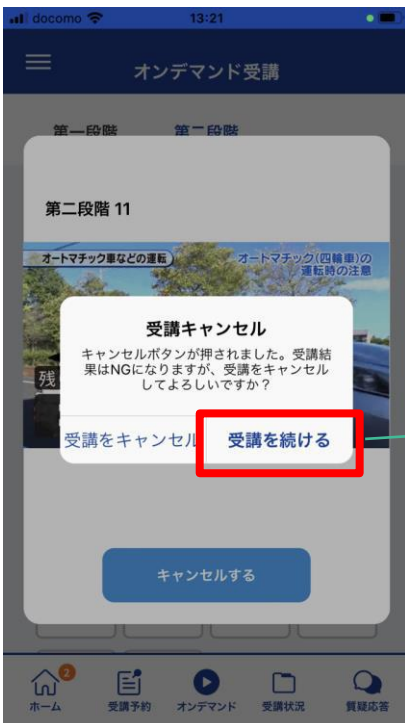 docomo 13:21
オンデマンド受講
第一段階 第二段階
第二段階 11
オートマチック車などの運転
オートマチック(四輪車)の
運転時の注意
残
受講キャンセル
キャンセルボタンが押されました。受講結
果はNGになりますが、受講をキャンセル
してよろしいですか？
受講をキャンセル 受講を続ける
キャンセルする
2
ホーム 受講予約 オンデマンド 受講状況 質疑応答